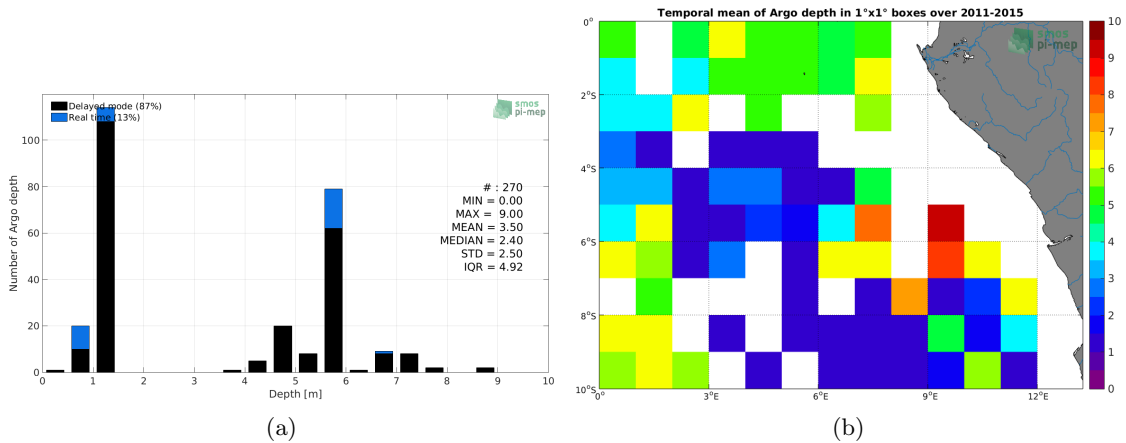 Delayed mode (87%)
Real time (13%)
smos
pi-mep
# : 270
MIN = 0.00
MAX = 9.00
MEAN = 3.50
MEDIAN = 2.40
STD = 2.50
IQR = 4.92
Number of Argo depth
100
80
60
40
20
0
0 1 2 3 4 5 6 7 8 9 10
Depth [m]
(a)
Temporal mean of Argo depth in 1°x1° boxes over 2011-2015
smos
pi-mep
0°
2°S
4°S
6°S
8°S
10°S
0° 3°E 6°E 9°E 12°E
10
9
8
7
6
5
4
3
2
1
0
(b)